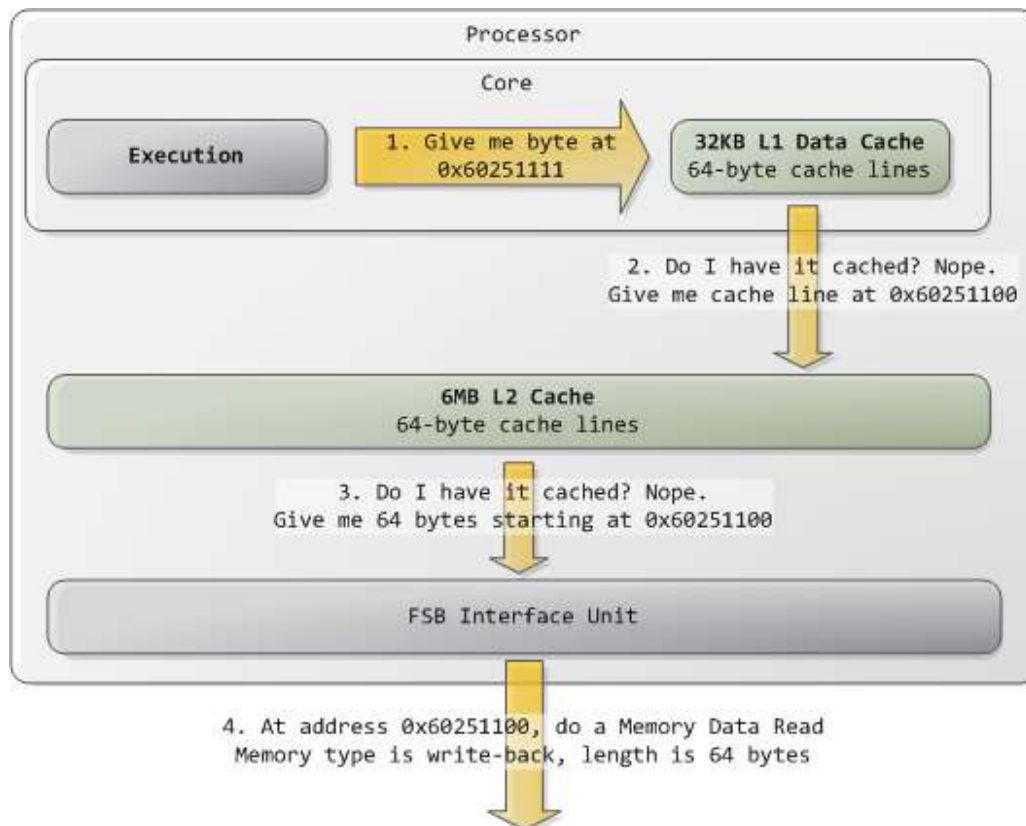 Processor
Core
Execution
1. Give me byte at
0x60251111
32KB L1 Data Cache
64-byte cache lines
2. Do I have it cached? Nope.
Give me cache line at 0x60251100
6MB L2 Cache
64-byte cache lines
3. Do I have it cached? Nope.
Give me 64 bytes starting at 0x60251100
FSB Interface Unit
4. At address 0x60251100, do a Memory Data Read
Memory type is write-back, length is 64 bytes